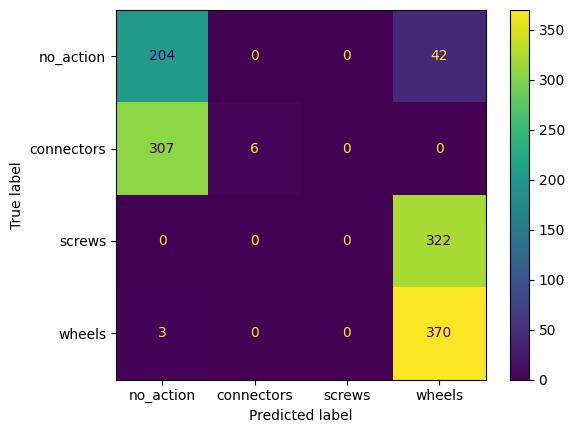 no_action 204 0 0 42
connectors 307 6 0 0
screws 0 0 0 322
wheels 3 0 0 370
no_action connectors screws wheels
Predicted label
True label
350
300
250
200
150
100
50
0